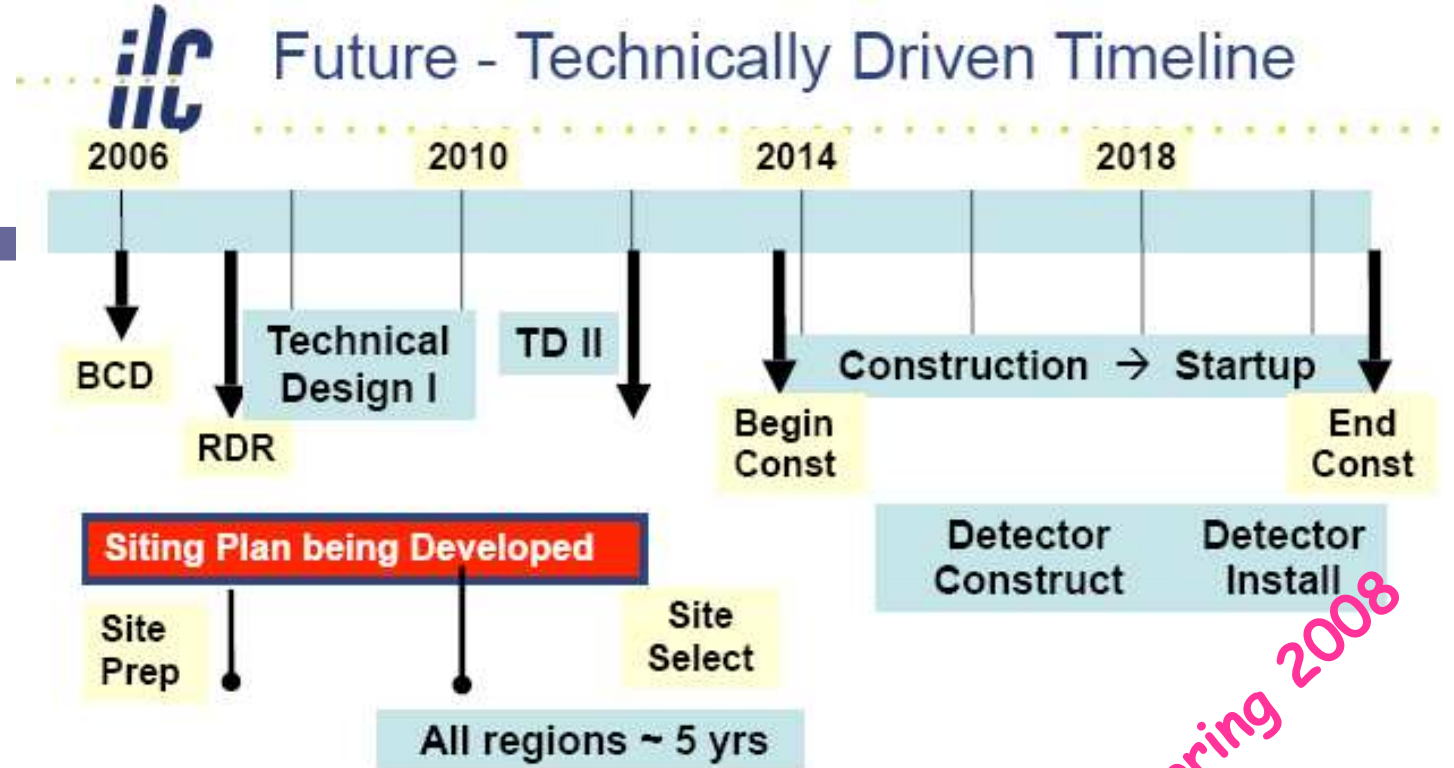 ilc
Future - Technically Driven Timeline
2006 2010 2014 2018
BCD
RDR
Technical
Design I
TD II
Begin
Const
Construction → Startup
End
Const
Siting Plan being Developed
Detector
Construct
Detector
Install
Site
Prep
Site
Select
All regions ~ 5 yrs
2008